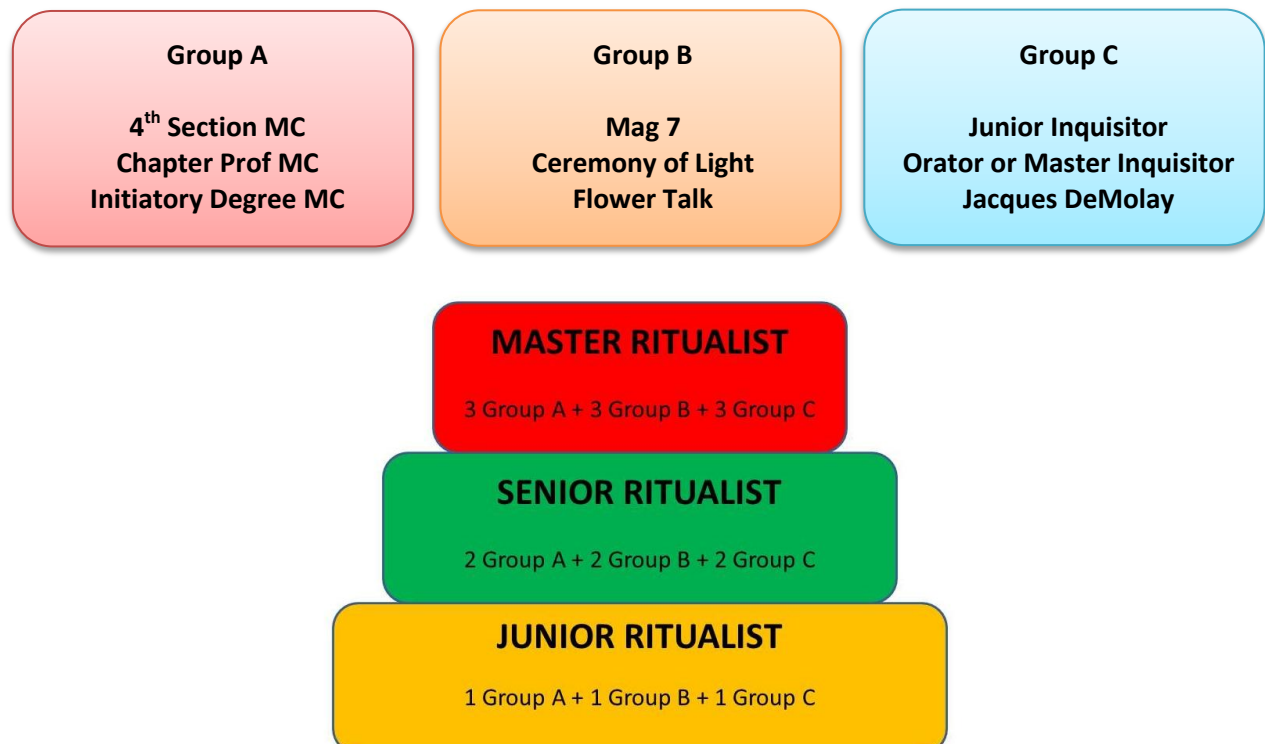 Group A
4th Section MC
Chapter Prof MC
Initiatory Degree MC
Group B
Mag 7
Ceremony of Light
Flower Talk
Group C
Junior Inquisitor
Orator or Master Inquisitor
Jacques DeMolay
MASTER RITUALIST
3 Group A + 3 Group B + 3 Group C
SENIOR RITUALIST
2 Group A + 2 Group B + 2 Group C
JUNIOR RITUALIST
1 Group A + 1 Group B + 1 Group C